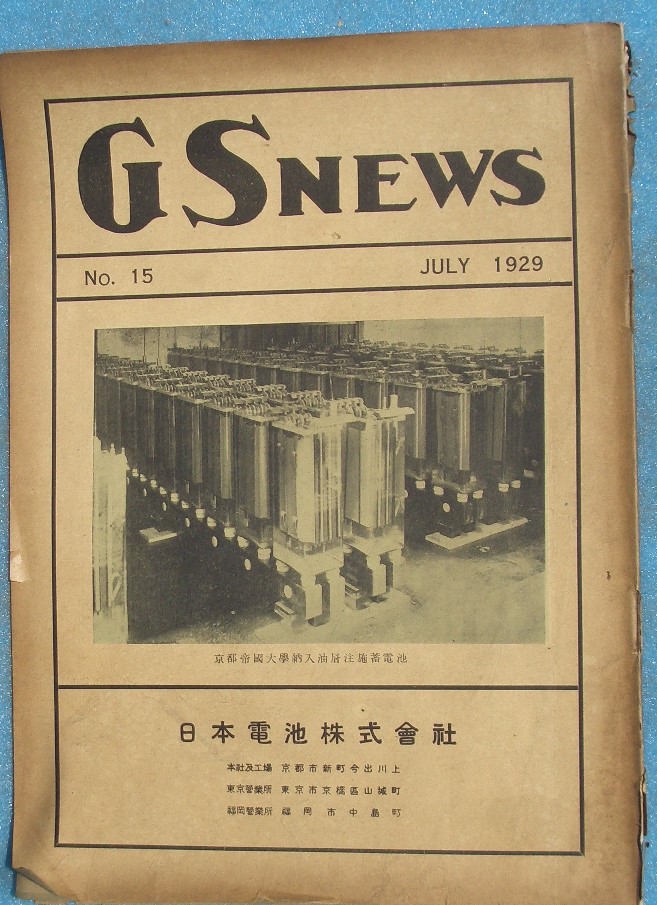 GS NEWS
No. 15
JULY 1929
京都帝國大學納入油層注施蓄電池
日本電池株式會社
本社及工場 京都市新町今出川上
東京營業所 東京市京橋區山城町
福岡營業所 福岡市中島町